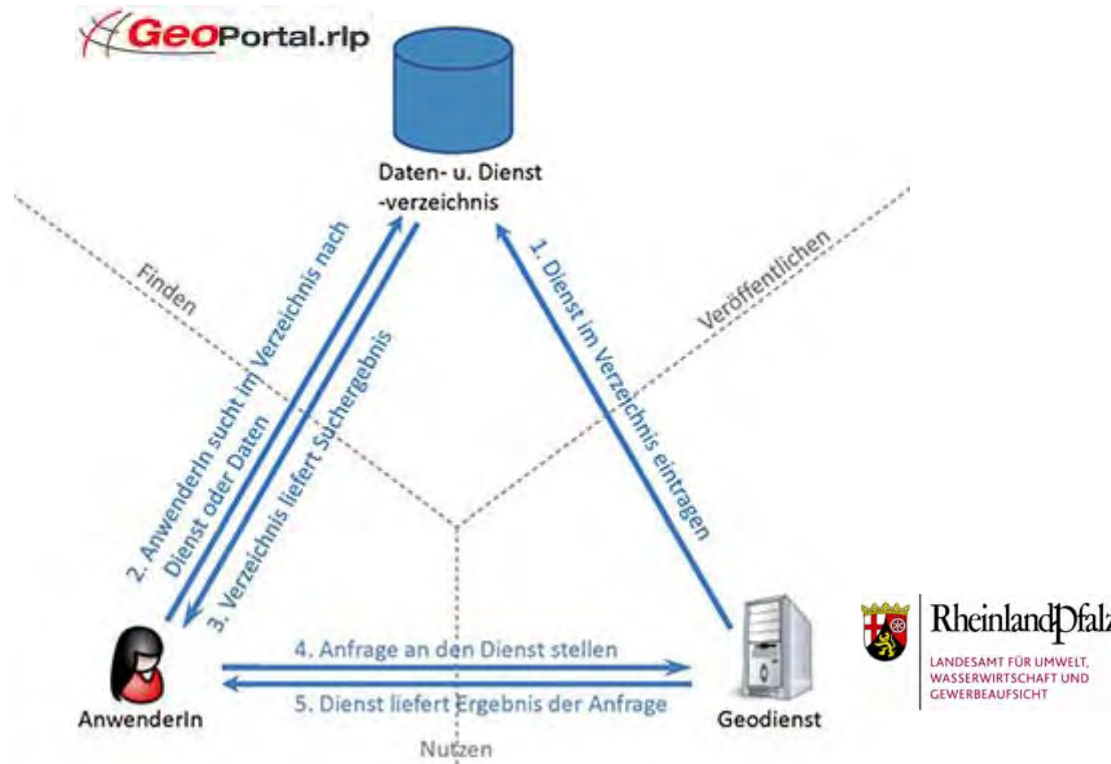 GeoPortal.rlp
Daten- u. Dienst
-verzeichnis
Finden
Veröffentlichen
2. AnwenderIn sucht im Verzeichnis nach
Dienst oder Daten
3. Verzeichnis liefert Suchergebnis
1. Dienst im Verzeichnis eintragen
4. Anfrage an den Dienst stellen
5. Dienst liefert Ergebnis der Anfrage
AnwenderIn
Geodienst
Nutzen
RheinlandPfalz
LANDESAMT FÜR UMWELT,
WASSERWIRTSCHAFT UND
GEWERBEAUFSICHT